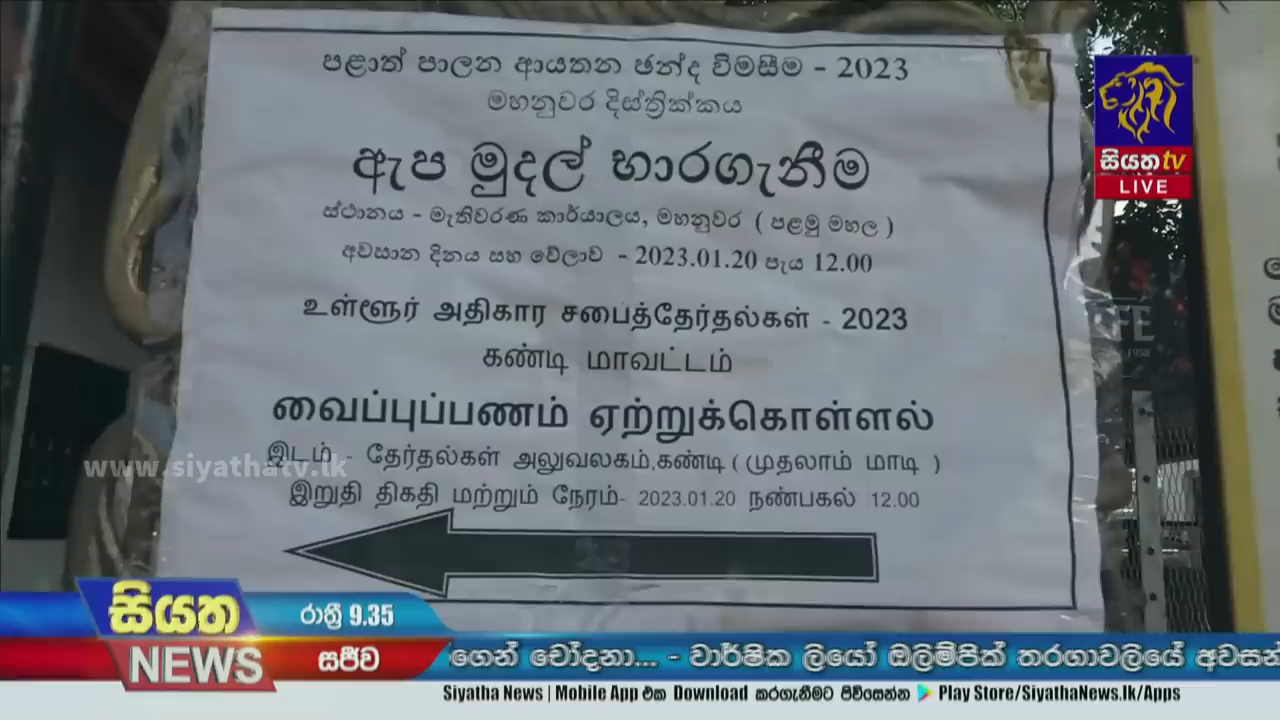 පළාත් පාලන ආයතන ඡන්ද විමසීම - 2023
මහනුවර දිස්ත්‍රික්කය
ඇප මුදල් භාරගැනීම
ස්ථානය - මැතිවරණ කාර්යාලය, මහනුවර ( පළමු මහල )
අවසාන දිනය සහ වේලාව - 2023.01.20 පැය 12.00
உள்ளூர் அதிகார சபைத்தேர்தல்கள் - 2023
கண்டி மாவட்டம்
வைப்புப்பணம் ஏற்றுக்கொள்ளல்
இடம் - தேர்தல்கள் அலுவலகம்,கண்டி ( முதலாம் மாடி )
இறுதி திகதி மற்றும் நேரம்- 2023.01.20 நண்பகல் 12.00
සියත tv
LIVE
www.siyathatv.lk
සියත
NEWS
රාත්‍රී 9.35
සජීව
'ගෙන් චෝදනා... - වාර්ෂික ලියෝ ඔලිම්පික් තරගාවලියේ අවසන්
Siyatha News | Mobile App එක Download කරගැනීමට පිවිසෙන්න Play Store/SiyathaNews.lk/Apps